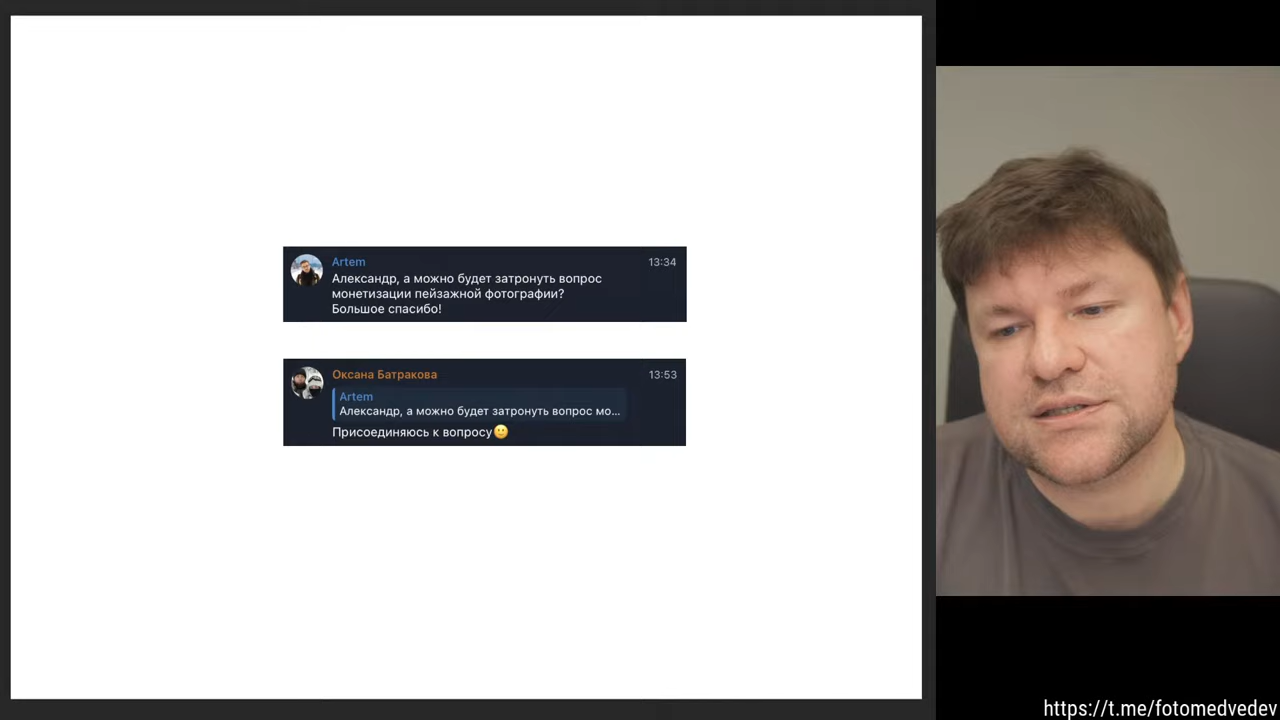 Artem
13:34
Александр, а можно будет затронуть вопрос
монетизации пейзажной фотографии?
Большое спасибо!
Оксана Батракова
13:53
Artem
Александр, а можно будет затронуть вопрос мо...
Присоединяюсь к вопросу🙂
https://t.me/fotomedvedev